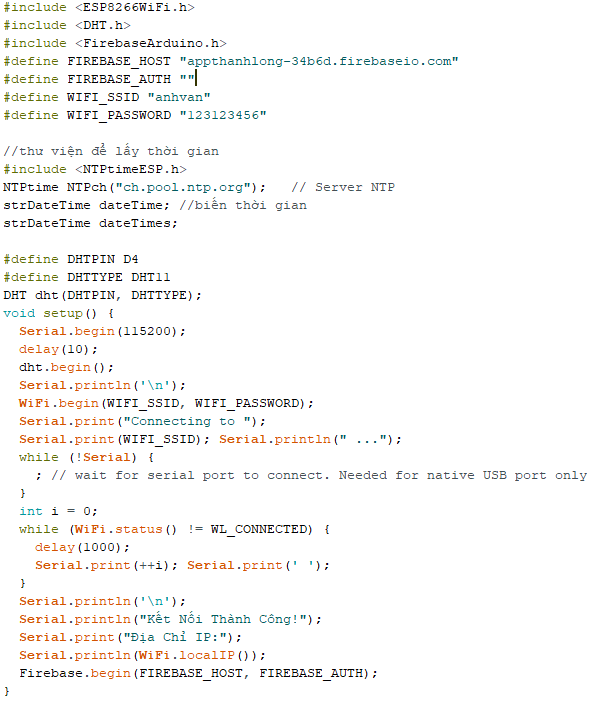 #include <ESP8266WiFi.h>
#include <DHT.h>
#include <FirebaseArduino.h>
#define FIREBASE_HOST "appthanhlong-34b6d.firebaseio.com"
#define FIREBASE_AUTH ""
#define WIFI_SSID "anhvan"
#define WIFI_PASSWORD "123123456"

//thư viện để lấy thời gian
#include <NTPtimeESP.h>
NTPtime NTPch("ch.pool.ntp.org");   // Server NTP
strDateTime dateTime; //biến thời gian
strDateTime dateTimes;

#define DHTPIN D4
#define DHTTYPE DHT11
DHT dht(DHTPIN, DHTTYPE);
void setup() {
  Serial.begin(115200);
  delay(10);
  dht.begin();
  Serial.println('\n');
  WiFi.begin(WIFI_SSID, WIFI_PASSWORD);
  Serial.print("Connecting to ");
  Serial.print(WIFI_SSID); Serial.println(" ...");
  while (!Serial) {
    ; // wait for serial port to connect. Needed for native USB port only
  }
  int i = 0;
  while (WiFi.status() != WL_CONNECTED) {
    delay(1000);
    Serial.print(++i); Serial.print(' ');
  }
  Serial.println('\n');
  Serial.println("Kết Nối Thành Công!");
  Serial.print("Địa Chỉ IP:");
  Serial.println(WiFi.localIP());
  Firebase.begin(FIREBASE_HOST, FIREBASE_AUTH);
}